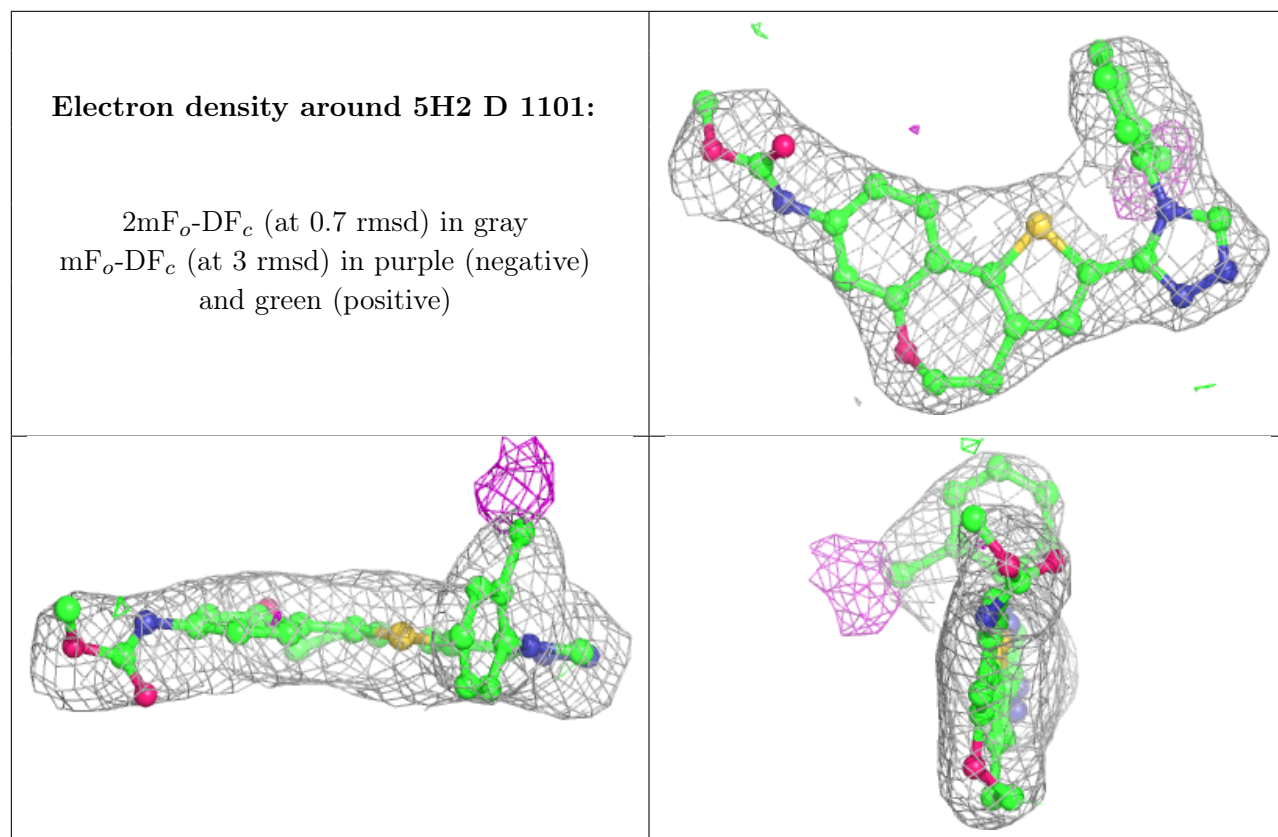 Electron density around 5H2 D 1101:
2mFo-DFc (at 0.7 rmsd) in gray
mFo-DFc (at 3 rmsd) in purple (negative)
and green (positive)